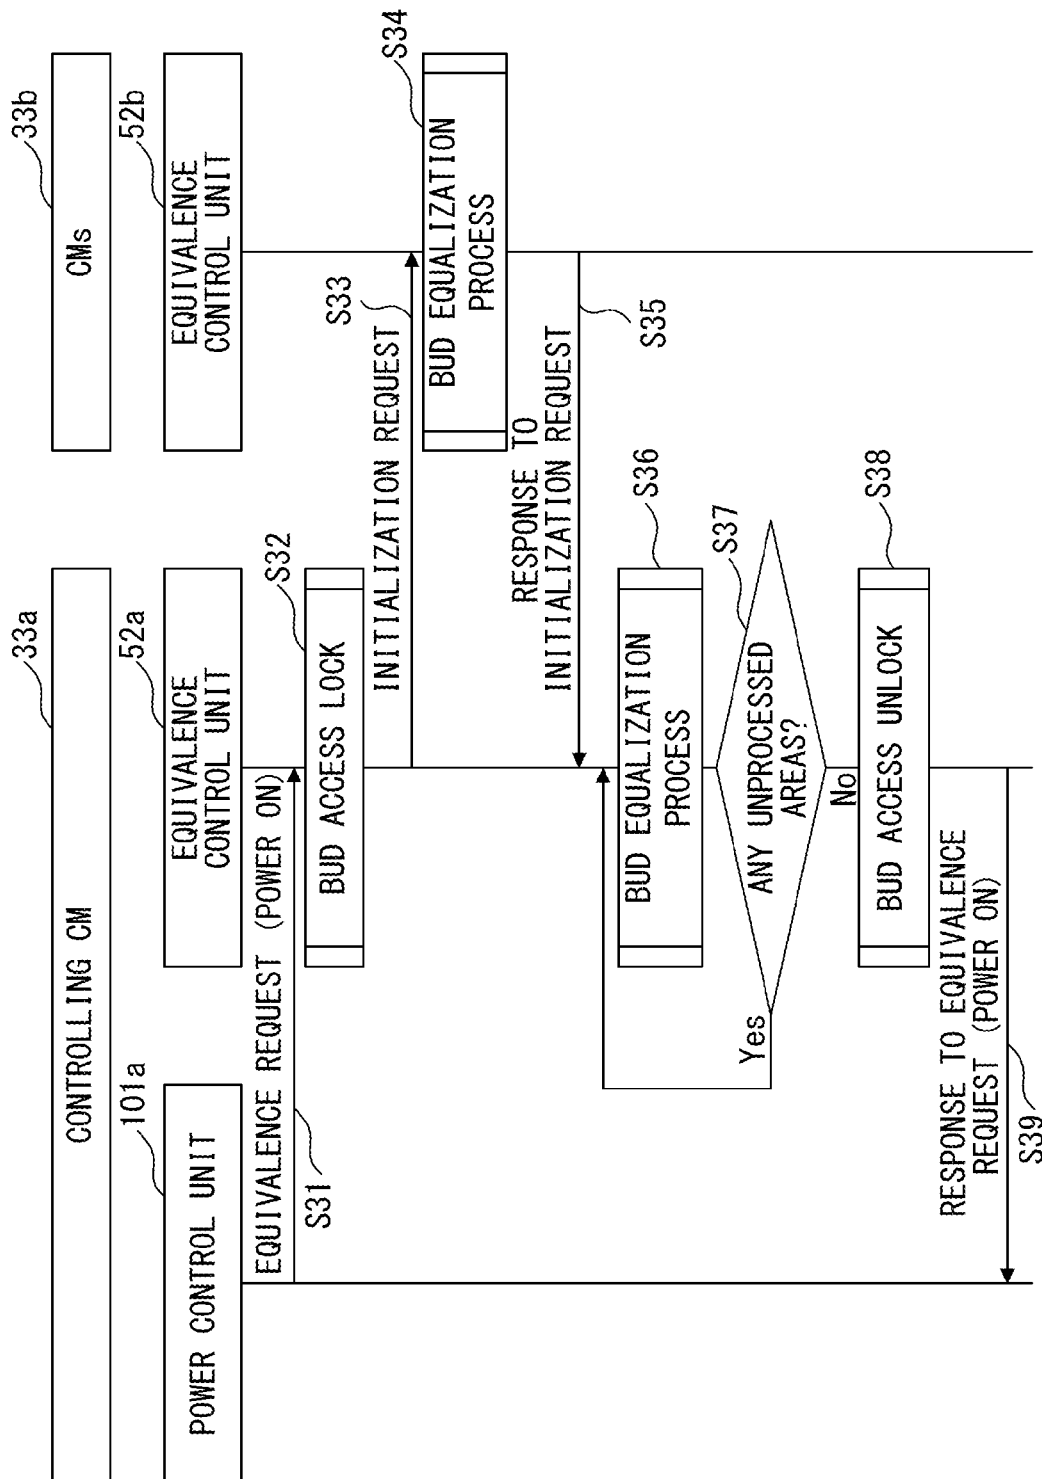 33a
CONTROLLING CM
33b
CMs
101a
POWER CONTROL UNIT
52a
EQUIVALENCE
CONTROL UNIT
52b
EQUIVALENCE
CONTROL UNIT
EQUIVALENCE REQUEST (POWER ON)
S31
S32
BUD ACCESS LOCK
INITIALIZATION REQUEST
S33
S34
BUD EQUALIZATION
PROCESS
RESPONSE TO
INITIALIZATION REQUEST
S35
S36
BUD EQUALIZATION
PROCESS
S37
ANY UNPROCESSED
AREAS?
Yes
No
S38
BUD ACCESS UNLOCK
RESPONSE TO EQUIVALENCE
REQUEST (POWER ON)
S39